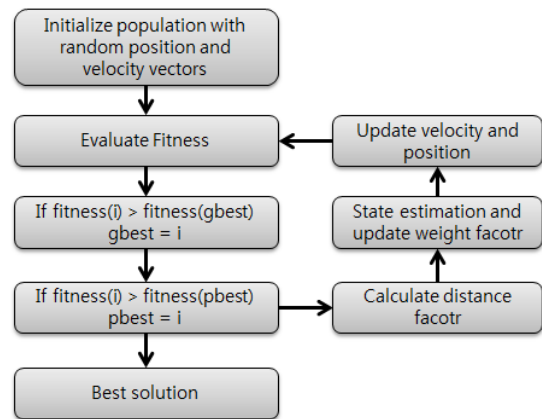 Initialize population with
random position and
velocity vectors
Evaluate Fitness
Update velocity and
position
If fitness(i) > fitness(gbest)
gbest = i
State estimation and
update weight facotr
If fitness(i) > fitness(pbest)
pbest = i
Calculate distance
facotr
Best solution